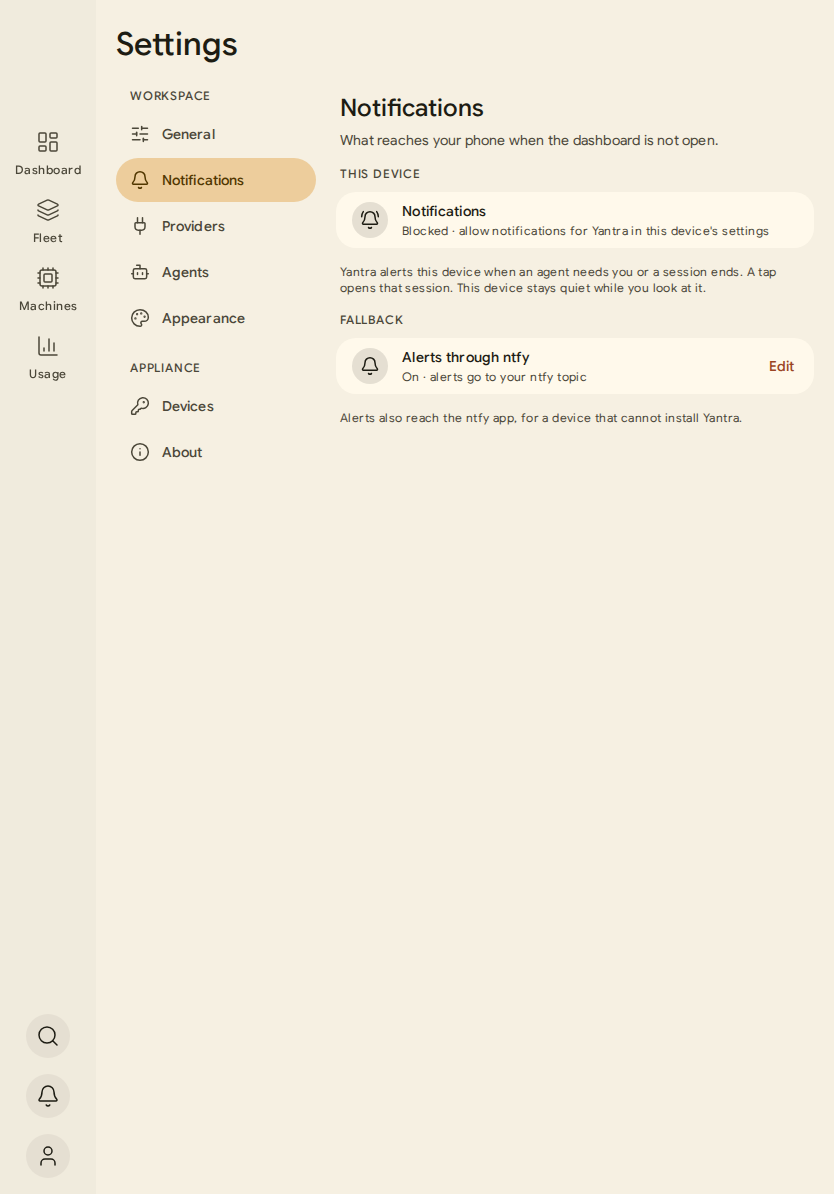 Settings
Dashboard
Fleet
Machines
Usage
WORKSPACE
General
Notifications
Providers
Agents
Appearance
APPLIANCE
Devices
About
Notifications
What reaches your phone when the dashboard is not open.
THIS DEVICE
Notifications
Blocked · allow notifications for Yantra in this device's settings
Yantra alerts this device when an agent needs you or a session ends. A tap
opens that session. This device stays quiet while you look at it.
FALLBACK
Alerts through ntfy
On · alerts go to your ntfy topic
Edit
Alerts also reach the ntfy app, for a device that cannot install Yantra.